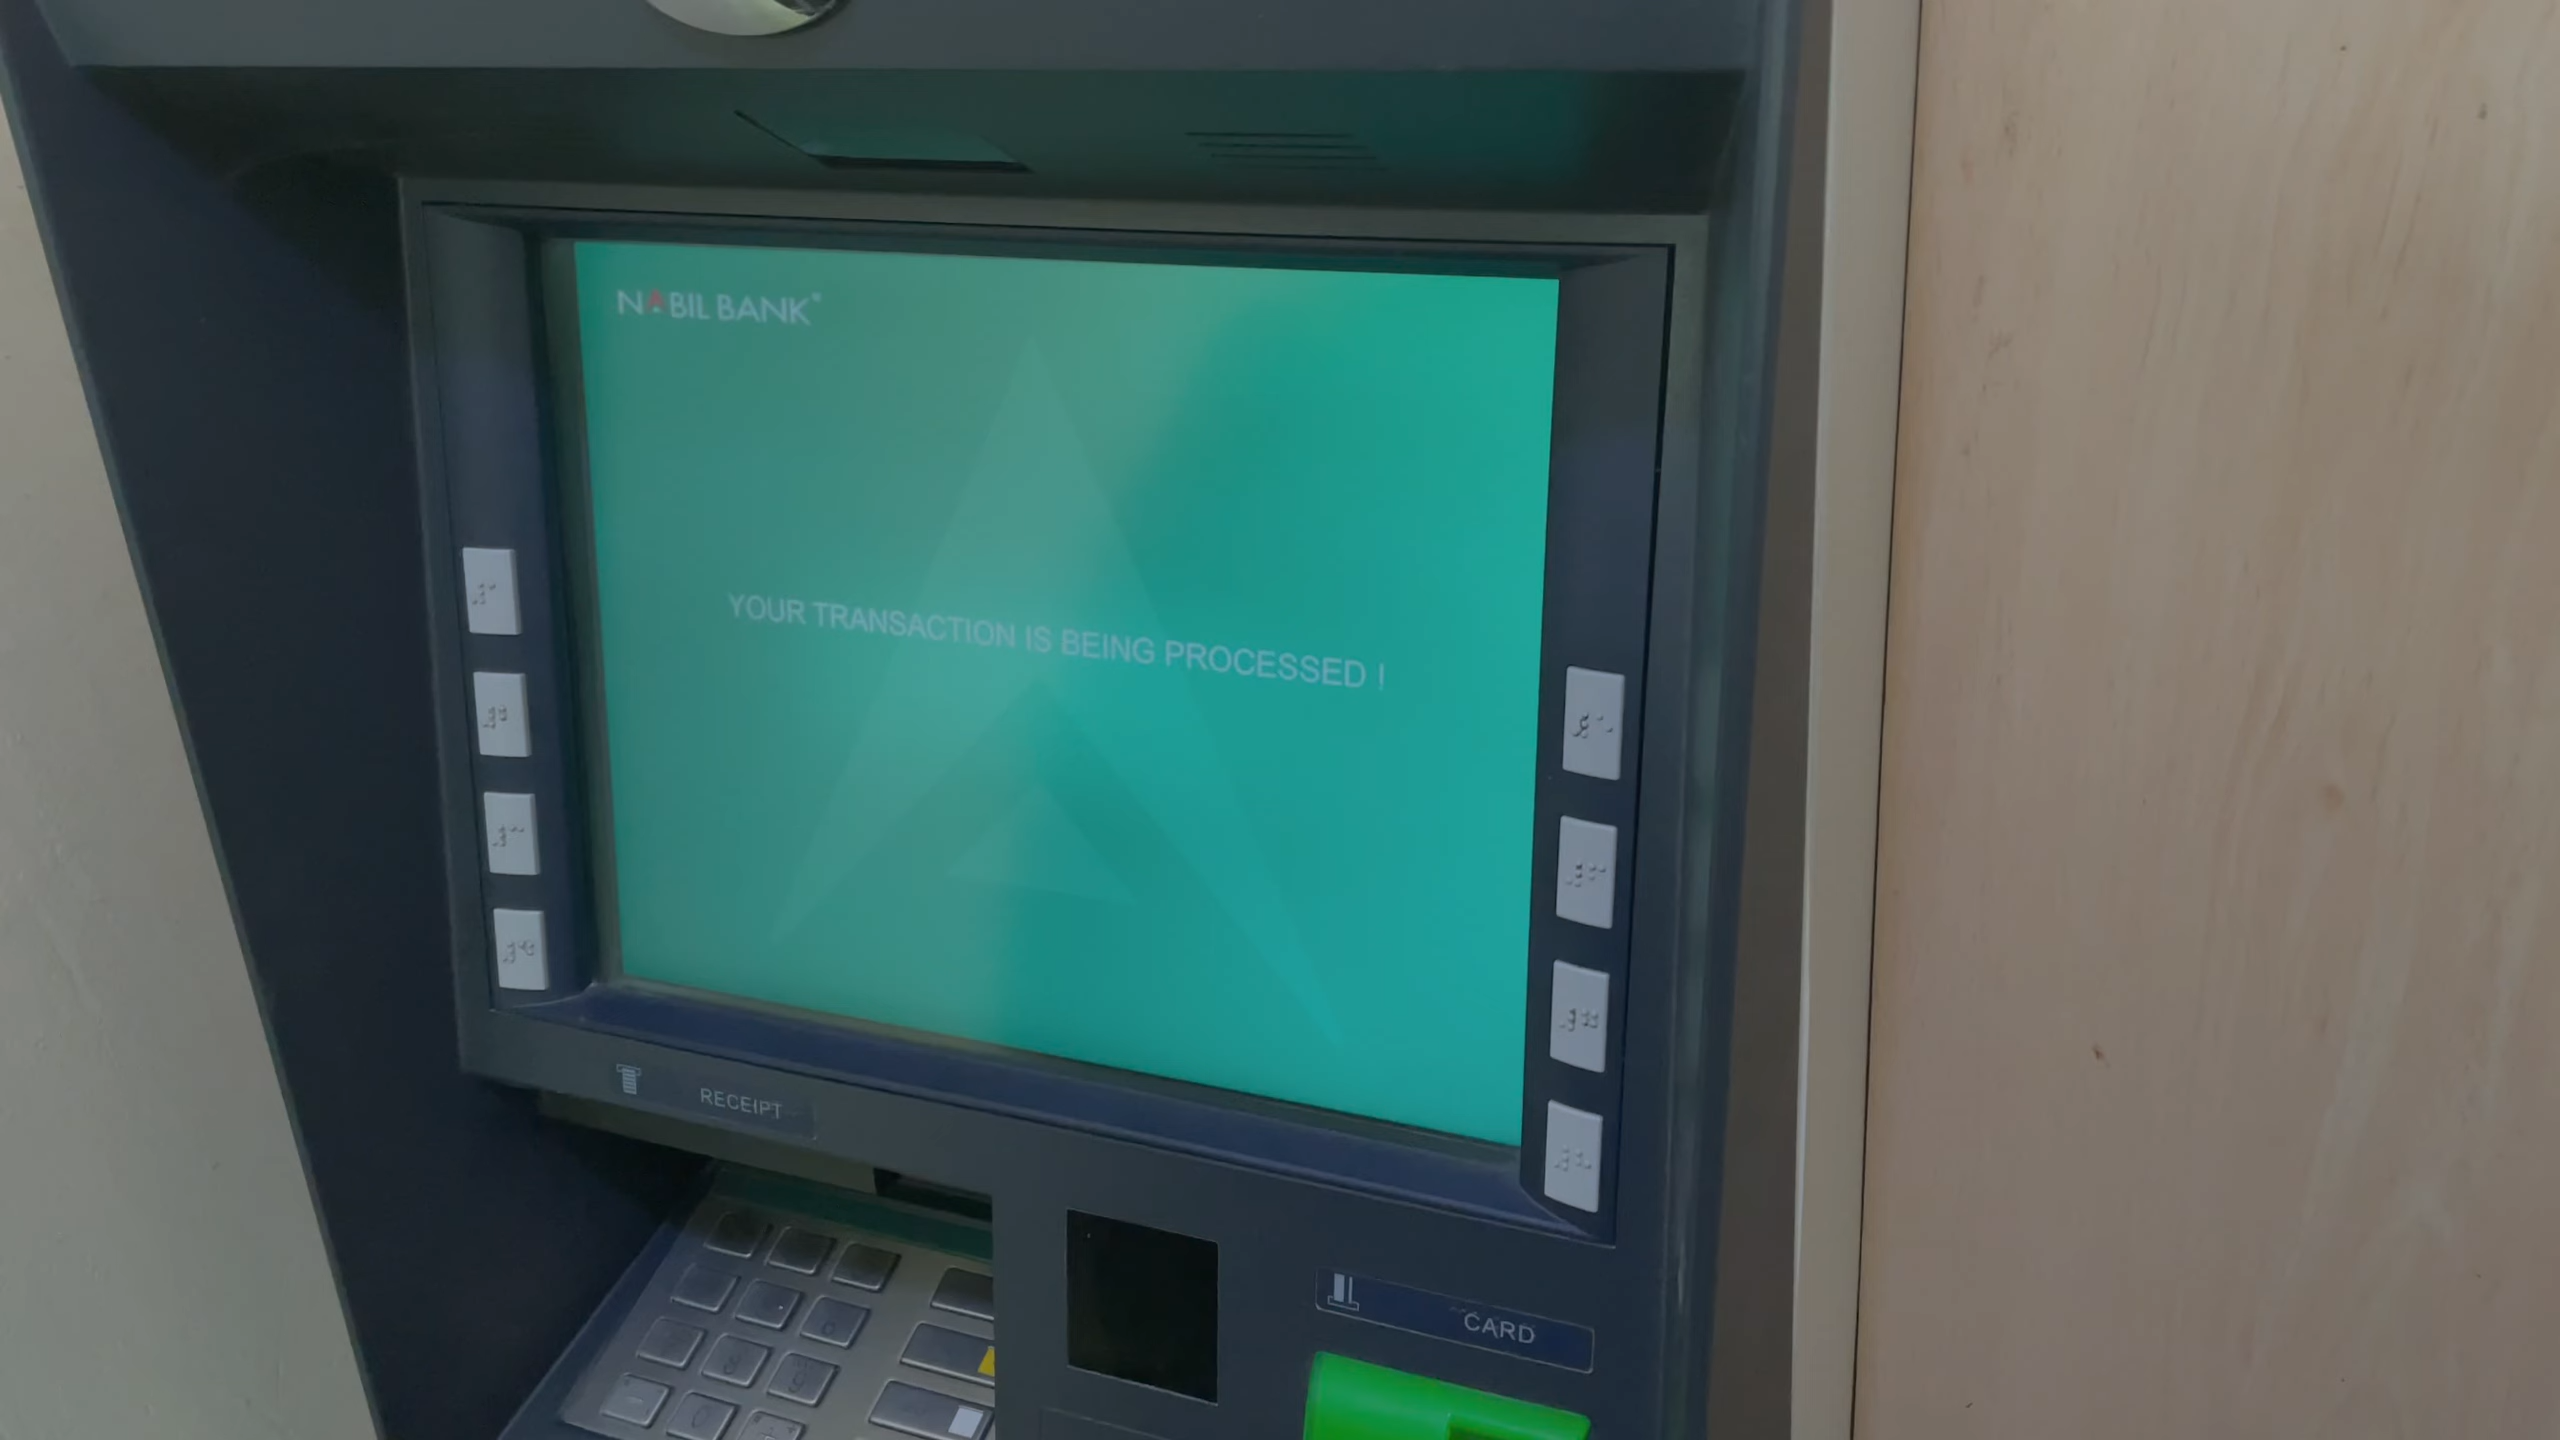 NABIL BANK
YOUR TRANSACTION IS BEING PROCESSED !
RECEIPT
CARD